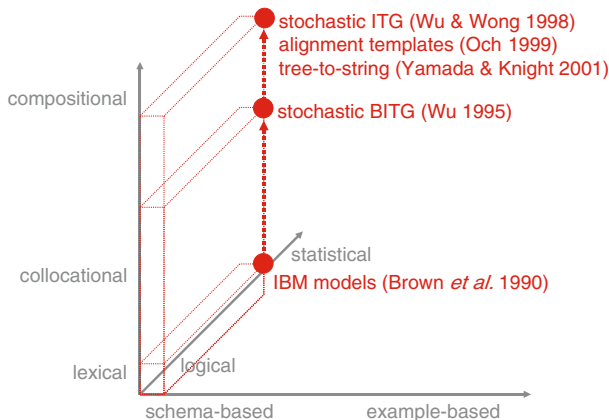 stochastic ITG (Wu & Wong 1998)
alignment templates (Och 1999)
tree-to-string (Yamada & Knight 2001)
compositional
stochastic BITG (Wu 1995)
statistical
collocational
IBM models (Brown et al. 1990)
logical
lexical
schema-based
example-based